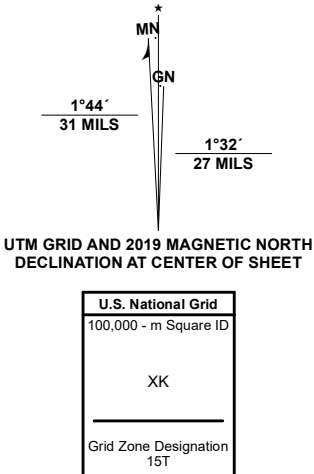 MN
GN
1°44´
31 MILS
1°32´
27 MILS
UTM GRID AND 2019 MAGNETIC NORTH
DECLINATION AT CENTER OF SHEET
U.S. National Grid
100,000 - m Square ID
XK
Grid Zone Designation
15T